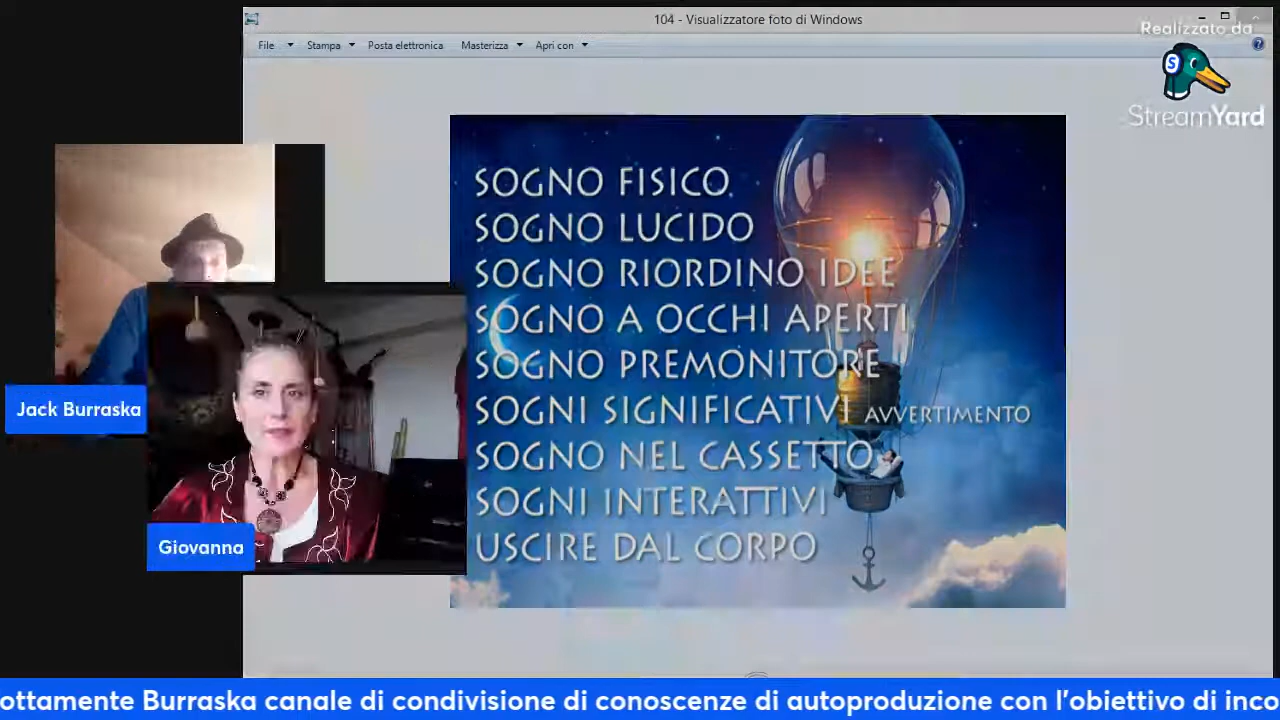 104 - Visualizzatore foto di Windows
File Stampa Posta elettronica Masterizza Apri con
Realizzato da
S
StreamYard
SOGNO FISICO
SOGNO LUCIDO
SOGNO RIORDINO IDEE
SOGNO A OCCHI APERTI
SOGNO PREMONITORE
SOGNI SIGNIFICATIVI AVVERTIMENTO
SOGNO NEL CASSETTO
SOGNI INTERATTIVI
USCIRE DAL CORPO
Jack Burraska
Giovanna
ottamente Burraska canale di condivisione di conoscenze di autoproduzione con l'obiettivo di inco